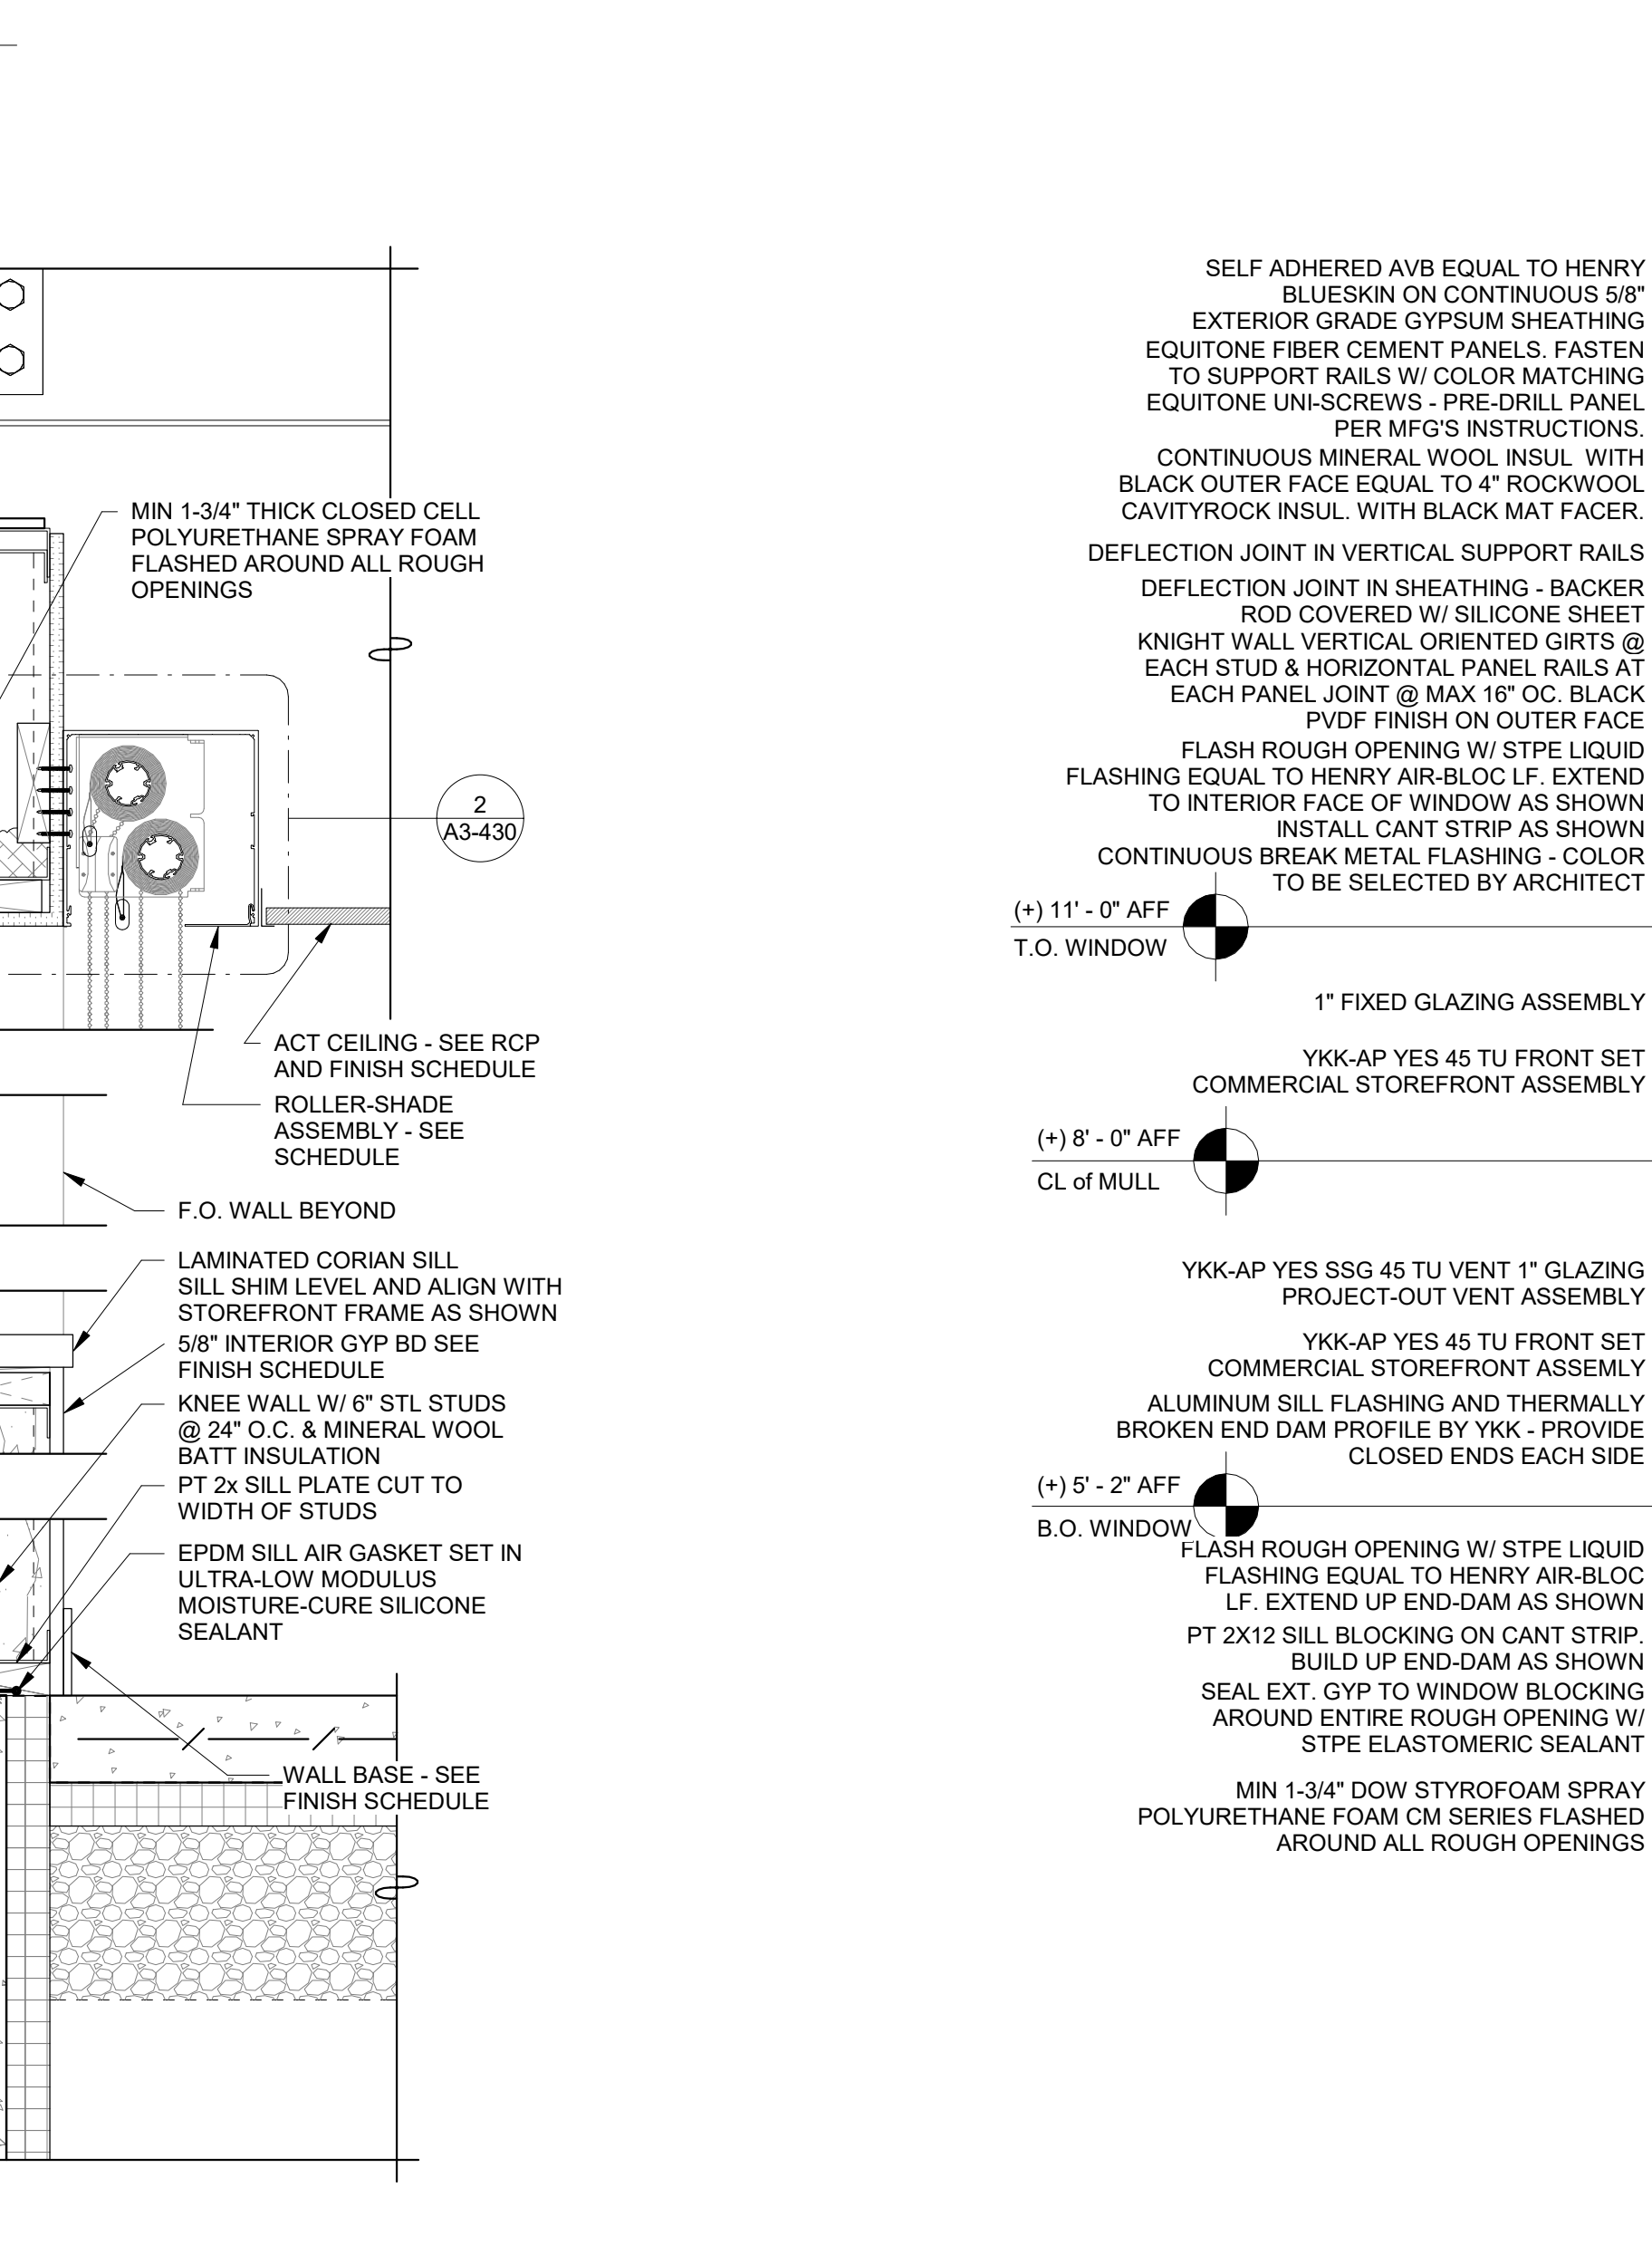 MIN 1-3/4" THICK CLOSED CELL
POLYURETHANE SPRAY FOAM
FLASHED AROUND ALL ROUGH
OPENINGS
2
A3-430
ACT CEILING - SEE RCP
AND FINISH SCHEDULE
ROLLER-SHADE
ASSEMBLY - SEE
SCHEDULE
F.O. WALL BEYOND
LAMINATED CORIAN SILL
SILL SHIM LEVEL AND ALIGN WITH
STOREFRONT FRAME AS SHOWN
5/8" INTERIOR GYP BD SEE
FINISH SCHEDULE
KNEE WALL W/ 6" STL STUDS
@ 24" O.C. & MINERAL WOOL
BATT INSULATION
PT 2x SILL PLATE CUT TO
WIDTH OF STUDS
EPDM SILL AIR GASKET SET IN
ULTRA-LOW MODULUS
MOISTURE-CURE SILICONE
SEALANT
WALL BASE - SEE
FINISH SCHEDULE
SELF ADHERED AVB EQUAL TO HENRY
BLUESKIN ON CONTINUOUS 5/8"
EXTERIOR GRADE GYPSUM SHEATHING
EQUITONE FIBER CEMENT PANELS. FASTEN
TO SUPPORT RAILS W/ COLOR MATCHING
EQUITONE UNI-SCREWS - PRE-DRILL PANEL
PER MFG'S INSTRUCTIONS.
CONTINUOUS MINERAL WOOL INSUL WITH
BLACK OUTER FACE EQUAL TO 4" ROCKWOOL
CAVITYROCK INSUL. WITH BLACK MAT FACER.
DEFLECTION JOINT IN VERTICAL SUPPORT RAILS
DEFLECTION JOINT IN SHEATHING - BACKER
ROD COVERED W/ SILICONE SHEET
KNIGHT WALL VERTICAL ORIENTED GIRTS @
EACH STUD & HORIZONTAL PANEL RAILS AT
EACH PANEL JOINT @ MAX 16" OC. BLACK
PVDF FINISH ON OUTER FACE
FLASH ROUGH OPENING W/ STPE LIQUID
FLASHING EQUAL TO HENRY AIR-BLOC LF. EXTEND
TO INTERIOR FACE OF WINDOW AS SHOWN
INSTALL CANT STRIP AS SHOWN
CONTINUOUS BREAK METAL FLASHING - COLOR
TO BE SELECTED BY ARCHITECT
(+) 11' - 0" AFF
T.O. WINDOW
1" FIXED GLAZING ASSEMBLY
YKK-AP YES 45 TU FRONT SET
COMMERCIAL STOREFRONT ASSEMBLY
(+) 8' - 0" AFF
CL of MULL
YKK-AP YES SSG 45 TU VENT 1" GLAZING
PROJECT-OUT VENT ASSEMBLY
YKK-AP YES 45 TU FRONT SET
COMMERCIAL STOREFRONT ASSEMLY
ALUMINUM SILL FLASHING AND THERMALLY
BROKEN END DAM PROFILE BY YKK - PROVIDE
CLOSED ENDS EACH SIDE
(+) 5' - 2" AFF
B.O. WINDOW
FLASH ROUGH OPENING W/ STPE LIQUID
FLASHING EQUAL TO HENRY AIR-BLOC
LF. EXTEND UP END-DAM AS SHOWN
PT 2X12 SILL BLOCKING ON CANT STRIP.
BUILD UP END-DAM AS SHOWN
SEAL EXT. GYP TO WINDOW BLOCKING
AROUND ENTIRE ROUGH OPENING W/
STPE ELASTOMERIC SEALANT
MIN 1-3/4" DOW STYROFOAM SPRAY
POLYURETHANE FOAM CM SERIES FLASHED
AROUND ALL ROUGH OPENINGS